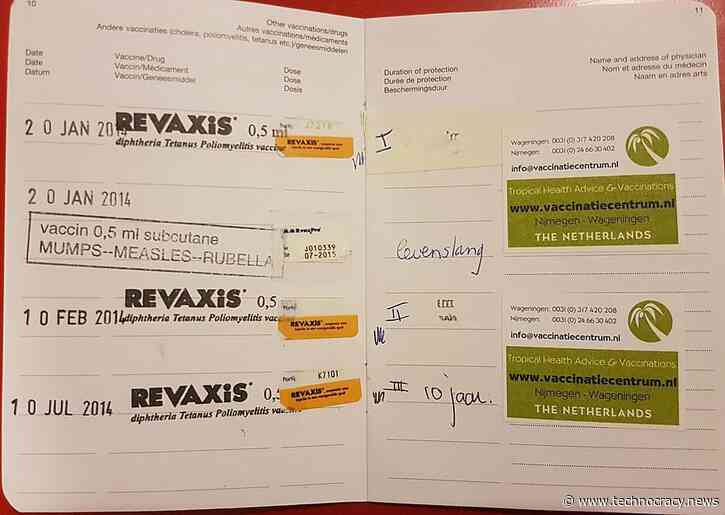 10
Other vaccinations/drugs
Autres vaccinations/médicaments
Andere vaccinaties (cholera, poliomyelitis, tetanus etc.)/geneesmiddelen
Date
Date
Datum
Vaccine/Drug
Vaccin/Médicament
Vaccin/Geneesmiddel
Dose
Dose
Dosis
20 JAN 2014
REVAXiS 0,5 ml
diphtheria Tetanus Poliomyelitis vaccine
REVAXIS
20 JAN 2014
vaccin 0,5 ml subcutane
MUMPS--MEASLES--RUBELLA
J010339
07-2015
10 FEB 2014
REVAXiS 0,5
diphtheria Tetanus Poliomyelitis vac
REVAXIS
10 JUL 2014
REVAXiS 0,5
diphtheria Tetanus Poliomyelitis vacc
K7101
REVAXIS
11
Duration of protection
Durée de protection
Beschermingsduur
Name and address of physician
Nom et adresse du médecin
Naam en adres arts
I
Wageningen: 0031 (0) 317 420 208
Nijmegen: 0031 (0) 24 66 30 402
info@vaccinatiecentrum.nl
Tropical Health Advice & Vaccinations
www.vaccinatiecentrum.nl
Nijmegen - Wageningen
THE NETHERLANDS
levenslang
II
Wageningen: 0031 (0) 317 420 208
Nijmegen: 0031 (0) 24 66 30 402
info@vaccinatiecentrum.nl
Tropical Health Advice & Vaccinations
www.vaccinatiecentrum.nl
Nijmegen - Wageningen
THE NETHERLANDS
III 10 jaar.
© www.technocracy.news